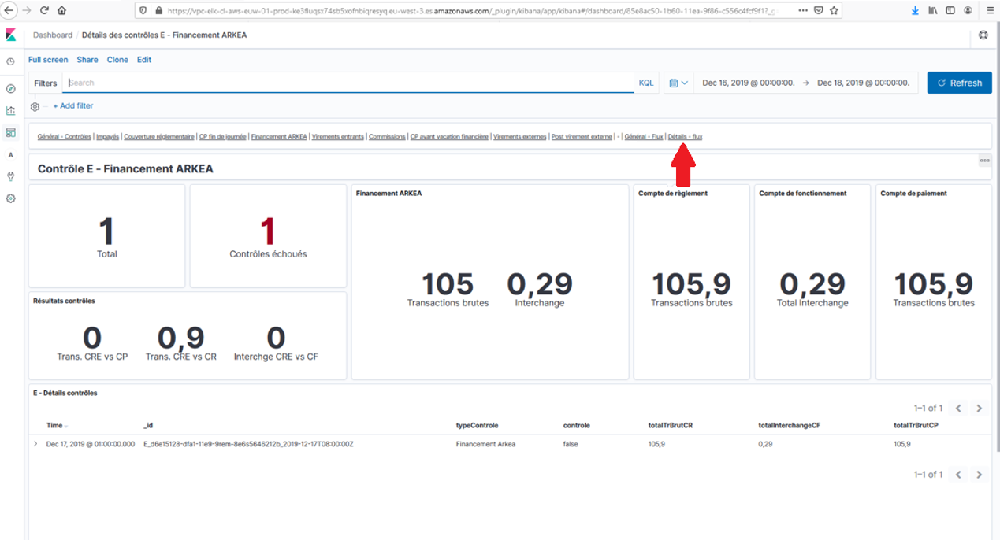 https://vpc-elk-cl-aws-euw-01-prod-ke3fluqsx74sb5xofnbiqresyq.eu-west-3.es.amazonaws.com/_plugin/kibana/app/kibana#/dashboard/85e8ac50-1b60-11ea-9f86-c556c4fcf9f1?_g
Dashboard / Détails des contrôles E - Financement ARKEA
Full screen Share Clone Edit
Filters Search KQL Dec 16, 2019 @ 00:00:00. → Dec 18, 2019 @ 00:00:00. Refresh
+ Add filter
Général - Contrôles | Impayés | Couverture réglementaire | CP fin de journée | Financement ARKEA | Virements entrants | Commissions | CP avant vacation financière | Virements externes | Post virement externe | - | Général - Flux | Détails - flux
Contrôle E - Financement ARKEA
1
Total
1
Contrôles échoués
Résultats contrôles
0 0,9 0
Trans. CRE vs CP Trans. CRE vs CR Interchge CRE vs CF
Financement ARKEA
105 0,29
Transactions brutes Interchange
Compte de règlement
105,9
Transactions brutes
Compte de fonctionnement
0,29
Total Interchange
Compte de paiement
105,9
Transactions brutes
E - Détails contrôles
1–1 of 1
Time _id typeControle controle totalTrBrutCR totalInterchangeCF totalTrBrutCP
Dec 17, 2019 @ 01:00:00.000 E_d6e15128-dfa1-11e9-9rem-8e6s5646212b_2019-12-17T08:00:00Z Financement Arkea false 105,9 0,29 105,9
1–1 of 1